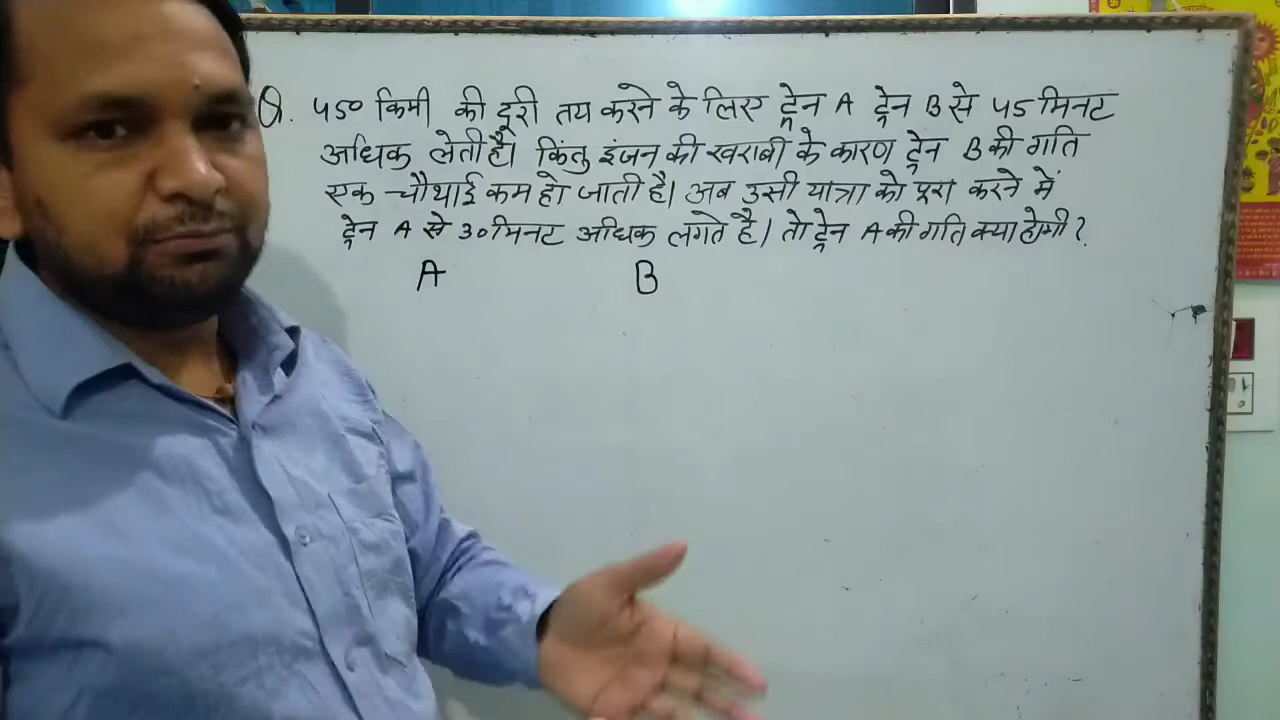 Q. 450 किमी की दूरी तय करने के लिए ट्रेन A ट्रेन B से 45 मिनट
अधिक लेती है। किंतु इंजन की खराबी के कारण ट्रेन B की गति
एक चौथाई कम हो जाती है। अब उसी यात्रा को पूरा करने में
ट्रेन A से 30 मिनट अधिक लगते है। तो ट्रेन A की गति क्या होगी?
A B